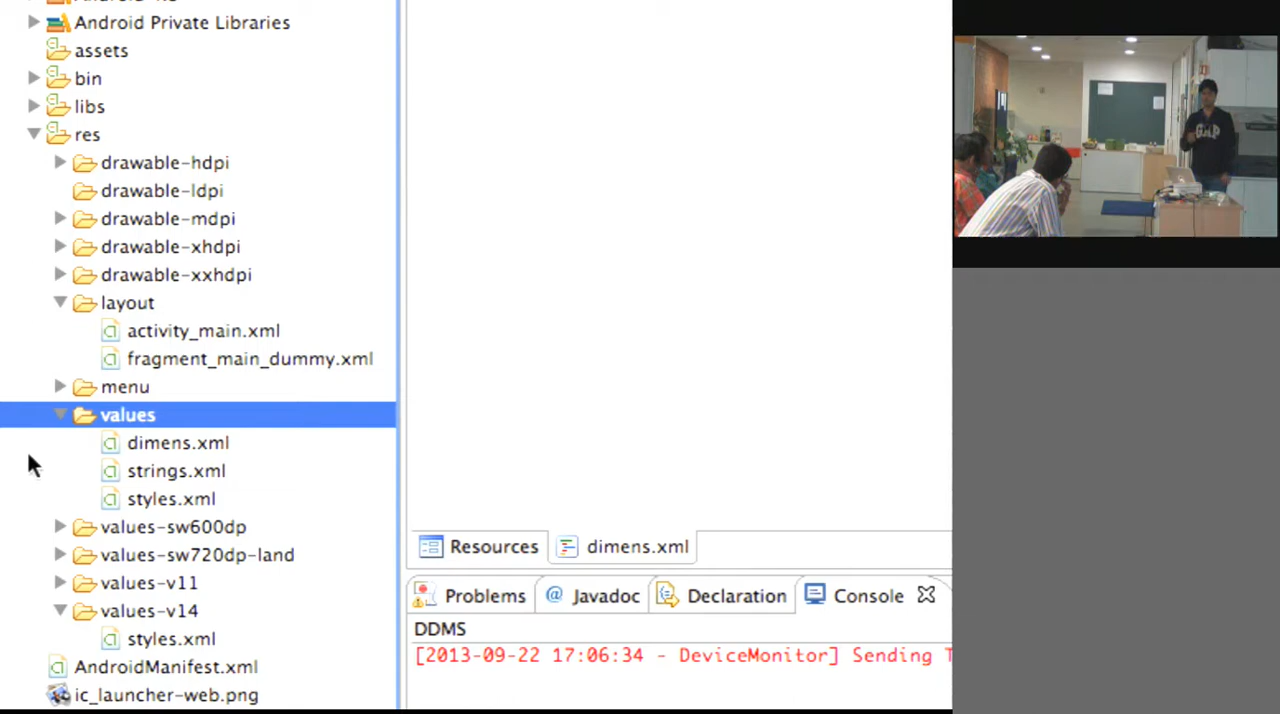 Android Private Libraries
assets
bin
libs
res
drawable-hdpi
drawable-ldpi
drawable-mdpi
drawable-xhdpi
drawable-xxhdpi
layout
activity_main.xml
fragment_main_dummy.xml
menu
values
dimens.xml
strings.xml
styles.xml
values-sw600dp
values-sw720dp-land
values-v11
values-v14
styles.xml
AndroidManifest.xml
ic_launcher-web.png
Resources dimens.xml
Problems @ Javadoc Declaration Console
DDMS
[2013-09-22 17:06:34 - DeviceMonitor] Sending
GAP